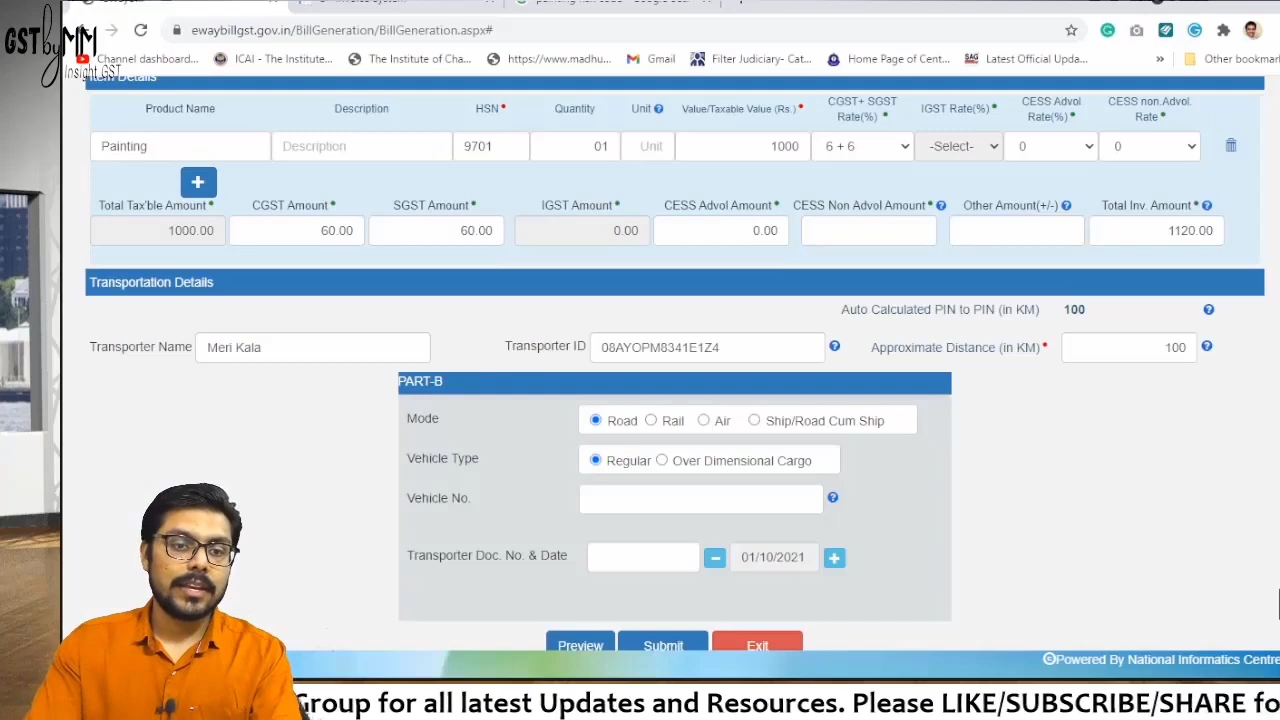 GST by MM
Insight GST
ewaybillgst.gov.in/BillGeneration/BillGeneration.aspx#
Channel dashboard... ICAI - The Institute... The Institute of Cha... https://www.madhu... Gmail Filter Judiciary- Cat... Home Page of Cent... SAG Latest Official Upda... » Other bookmar
Item Details
Product Name Description HSN Quantity Unit Value/Taxable Value (Rs.) CGST+ SGST Rate(%) IGST Rate(%) CESS Advol Rate(%) CESS non.Advol. Rate
Painting Description 9701 01 Unit 1000 6 + 6 -Select- 0 0
+
Total Tax'ble Amount CGST Amount SGST Amount IGST Amount CESS Advol Amount CESS Non Advol Amount Other Amount(+/-) Total Inv. Amount
1000.00 60.00 60.00 0.00 0.00 1120.00
Transportation Details
Auto Calculated PIN to PIN (in KM) 100
Transporter Name Meri Kala Transporter ID 08AYOPM8341E1Z4 Approximate Distance (in KM) 100
PART-B
Mode Road Rail Air Ship/Road Cum Ship
Vehicle Type Regular Over Dimensional Cargo
Vehicle No.
Transporter Doc. No. & Date 01/10/2021
Preview Submit Exit
©Powered By National Informatics Centre
Group for all latest Updates and Resources. Please LIKE/SUBSCRIBE/SHARE fo